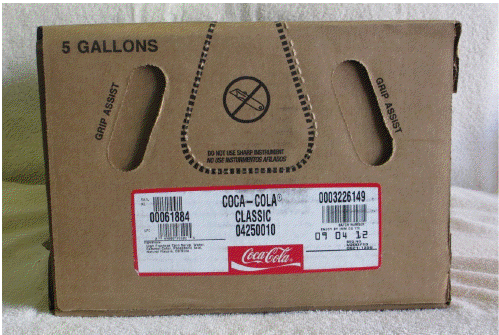 5 GALLONS
GRIP ASSIST
GRIP ASSIST
DO NOT USE SHARP INSTRUMENT
NO USE INSTURMENTOS AFILADOS
COCA-COLA®
CLASSIC
04250010
00061884
0003226149
09 04 12
Coca-Cola